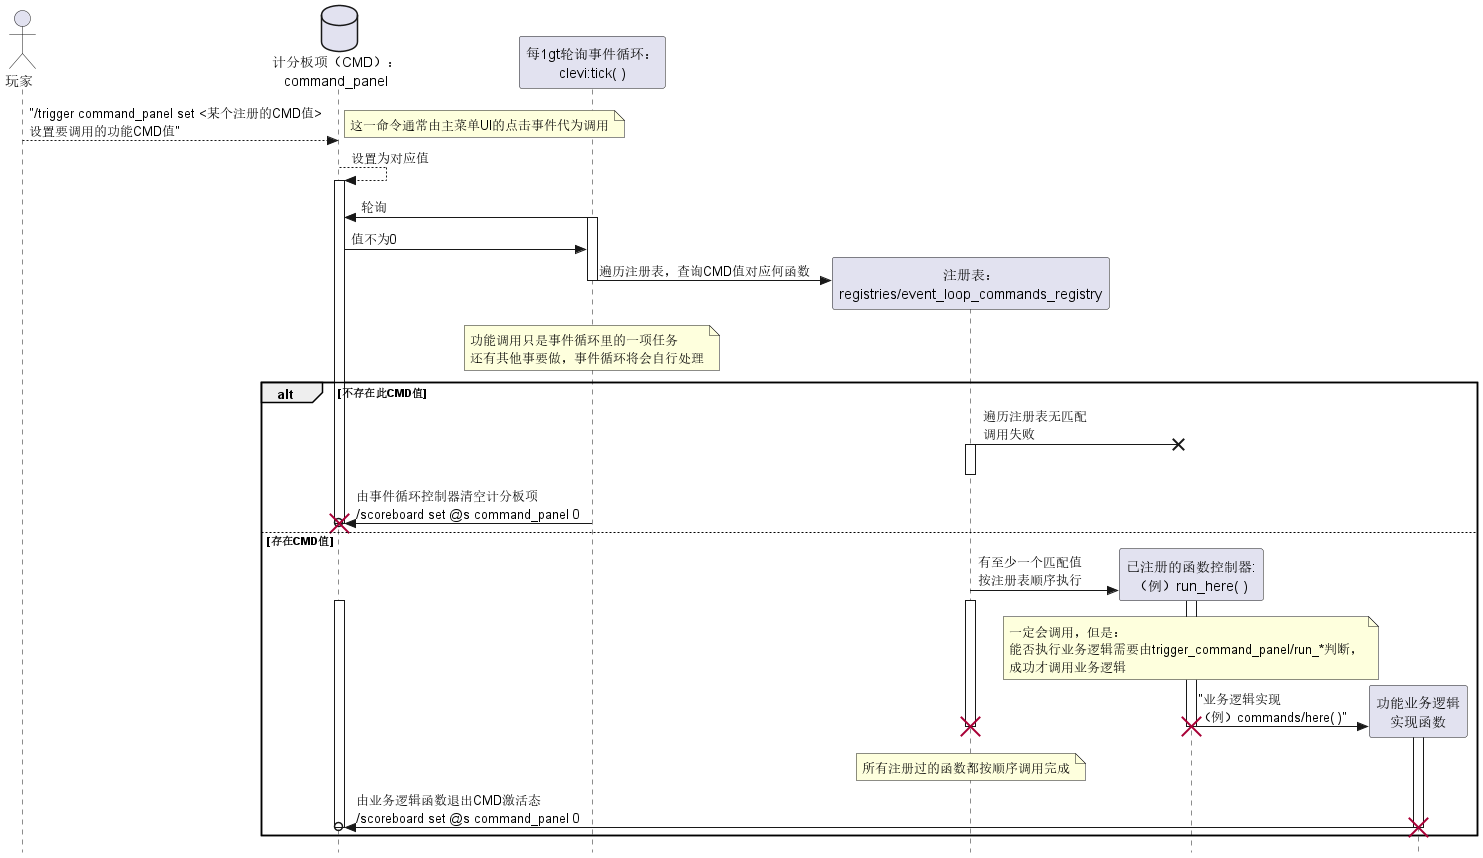 玩家
计分板项（CMD）：
command_panel
每1gt轮询事件循环：
clevi:tick( )
"/trigger command_panel set <某个注册的CMD值>
设置要调用的功能CMD值"
这一命令通常由主菜单UI的点击事件代为调用
设置为对应值
轮询
值不为0
遍历注册表，查询CMD值对应何函数
注册表：
registries/event_loop_commands_registry
功能调用只是事件循环里的一项任务
还有其他事要做，事件循环将会自行处理
alt
[不存在此CMD值]
遍历注册表无匹配
调用失败
由事件循环控制器清空计分板项
/scoreboard set @s command_panel 0
[存在CMD值]
有至少一个匹配值
按注册表顺序执行
已注册的函数控制器:
（例）run_here( )
一定会调用，但是：
能否执行业务逻辑需要由trigger_command_panel/run_*判断，
成功才调用业务逻辑
"业务逻辑实现
（例）commands/here( )"
功能业务逻辑
实现函数
所有注册过的函数都按顺序调用完成
由业务逻辑函数退出CMD激活态
/scoreboard set @s command_panel 0